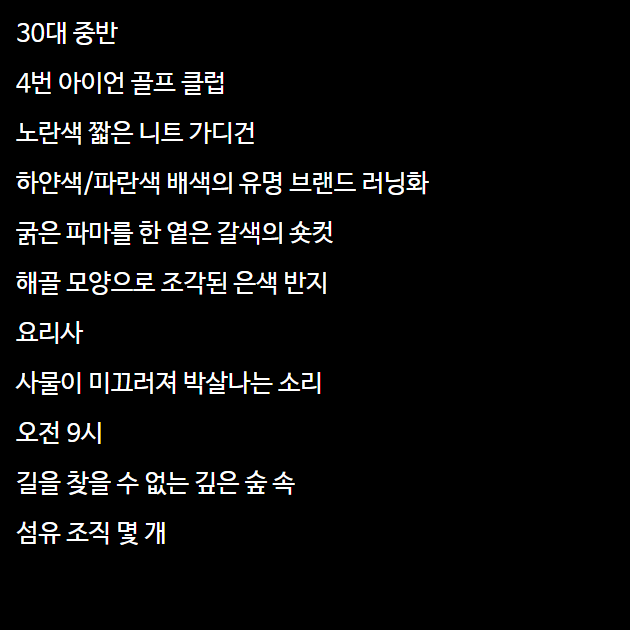 30대 중반
4번 아이언 골프 클럽
노란색 짧은 니트 가디건
하얀색/파란색 배색의 유명 브랜드 러닝화
굵은 파마를 한 옅은 갈색의 숏컷
해골 모양으로 조각된 은색 반지
요리사
사물이 미끄러져 박살나는 소리
오전 9시
길을 찾을 수 없는 깊은 숲 속
섬유 조직 몇 개